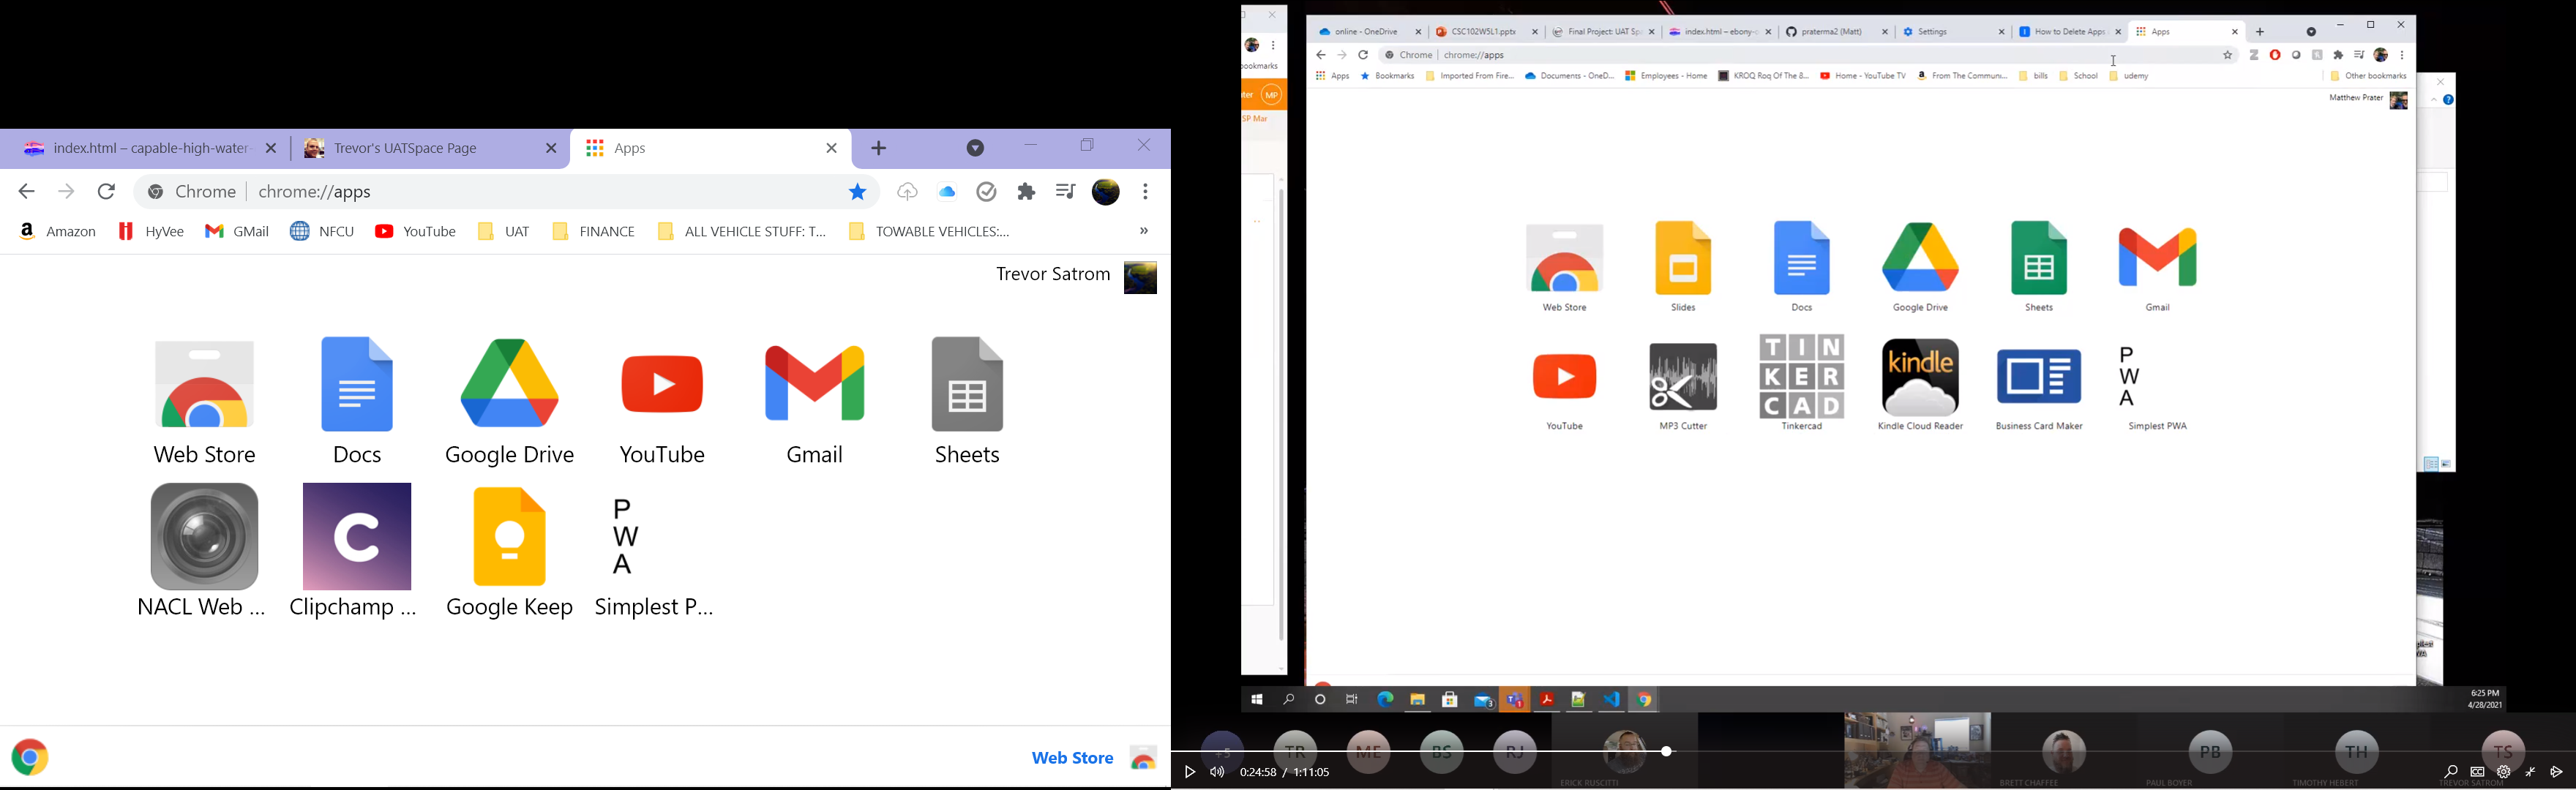 index.html – capable-high-water-
Trevor's UATSpace Page
Apps
Chrome
chrome://apps
Amazon
HyVee
GMail
NFCU
YouTube
UAT
FINANCE
ALL VEHICLE STUFF: T...
TOWABLE VEHICLES:...
»
Trevor Satrom
Web Store
Docs
Google Drive
YouTube
Gmail
Sheets
C
P
W
A
NACL Web ...
Clipchamp ...
Google Keep
Simplest P...
Web Store
ookmarks
ter
MP
5P Mar
online - OneDrive
CSC102W5L1.pptx
Final Project: UAT Sp
index.html – ebony-
praterma2 (Matt)
Settings
How to Delete Apps
Apps
Chrome
chrome://apps
Apps
Bookmarks
Imported From Fire...
Documents - OneD...
Employees - Home
KROQ Roq Of The 8...
Home - YouTube TV
From The Communi...
bills
School
udemy
Other bookmarks
Matthew Prater
Web Store
Slides
Docs
Google Drive
Sheets
Gmail
TIN
KER
CAD
kindle
P
W
A
YouTube
MP3 Cutter
Tinkercad
Kindle Cloud Reader
Business Card Maker
Simplest PWA
6:25 PM
4/28/2021
+5
TR
ME
BS
RJ
PB
TH
TS
0:24:58 / 1:11:05
ERICK RUSCITTI
BRETT CHAFFEE
PAUL BOYER
TIMOTHY HEBERT
TREVOR SATROM